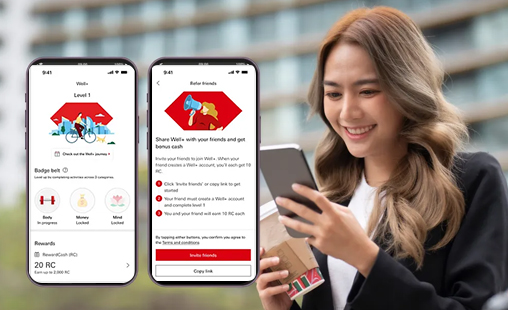 9:41
Well+
Level 1
Check out the Well+ journey
Badge belt
Level up by completing activities across 3 categories.
Body
In progress
Money
Locked
Mind
Locked
Rewards
RewardCash (RC)
20 RC
Earn up to 2,000 RC
9:41
Refer friends
Share Well+ with your friends and get
bonus cash
Invite your friends to join Well+. When your
friend creates a Well+ account, you'll each get 18
RC
1 Click 'Invite friends' or copy link to get
started
2 Your friend must create a Well+ account
and complete level 1
3 You and your friend will earn 18 RC each
By tapping either buttons, you confirm you agree to
the Terms and conditions
Invite friends
Copy link